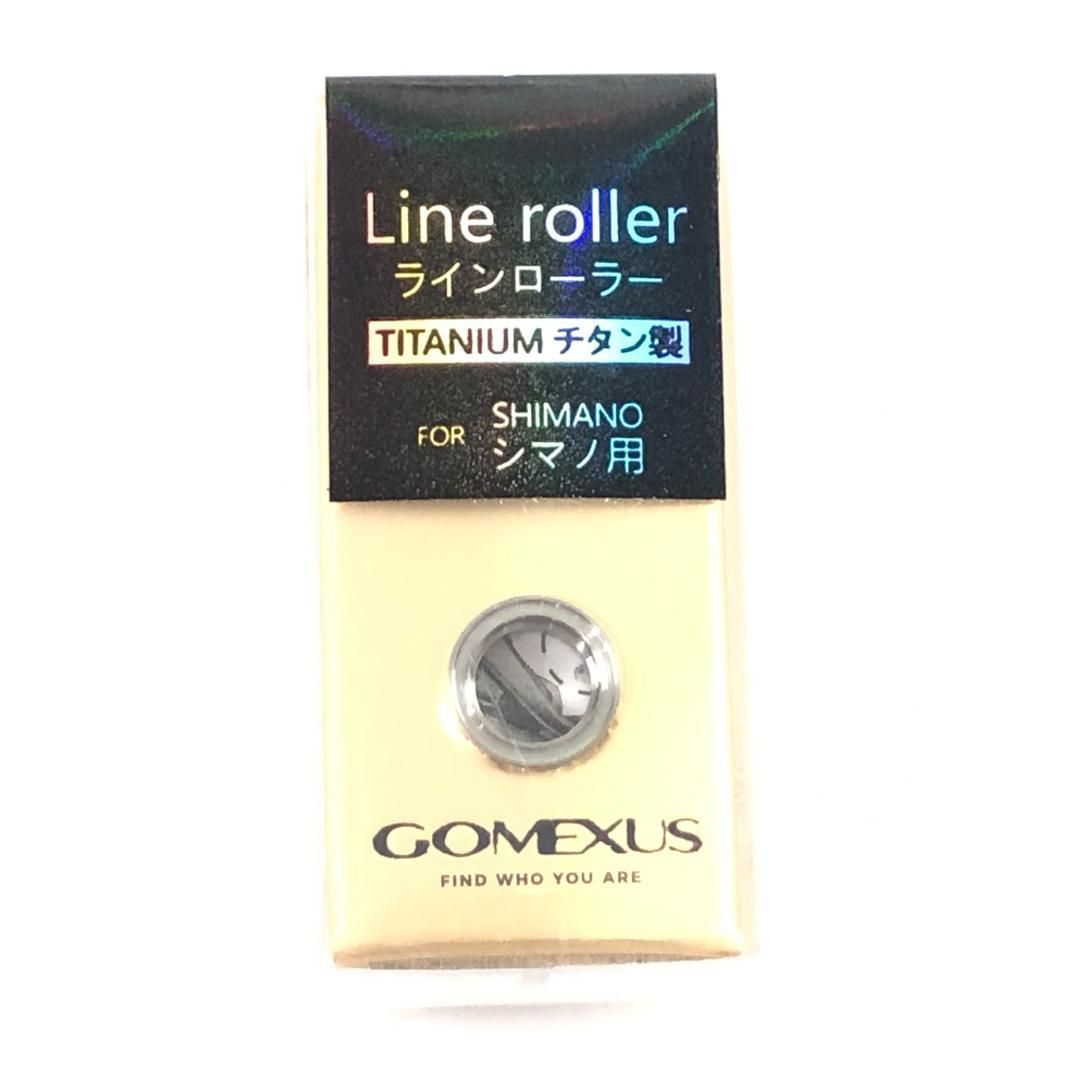 Line roller
ラインローラー
TITANIUM チタン製
FOR SHIMANO
シマノ用
GOMEXUS
FIND WHO YOU ARE